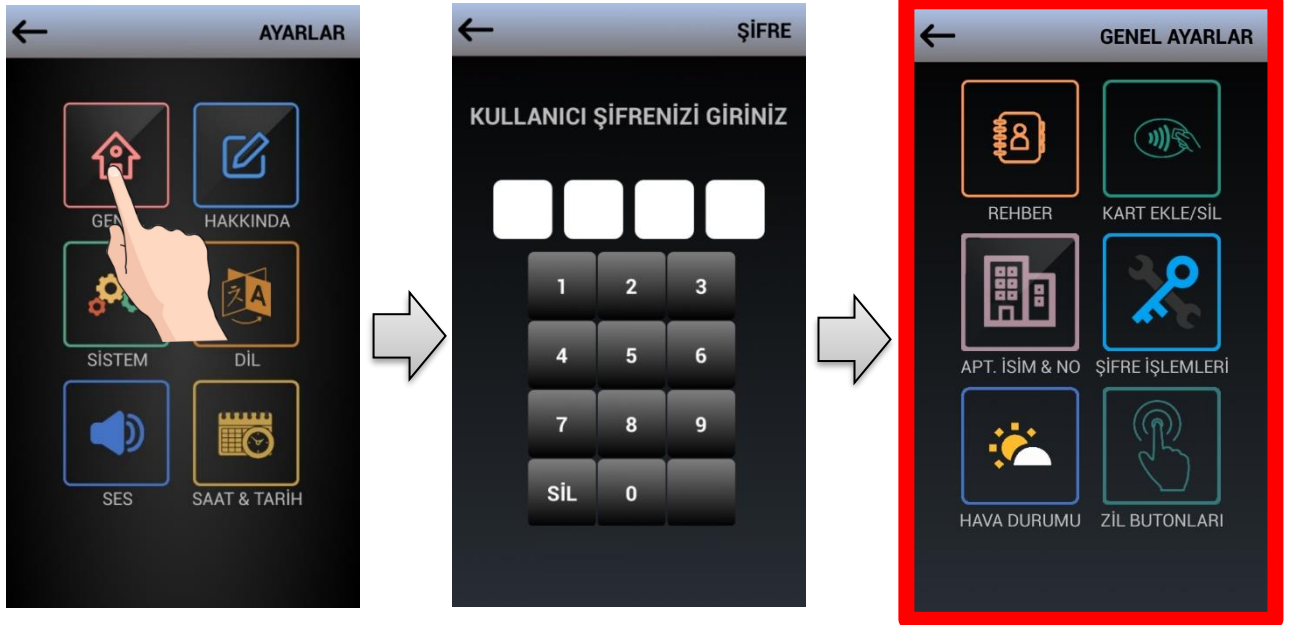 AYARLAR
GEN
HAKKINDA
SİSTEM
DİL
SES
SAAT & TARİH
ŞİFRE
KULLANICI ŞİFRENİZİ GİRİNİZ
1 2 3
4 5 6
7 8 9
SİL 0
GENEL AYARLAR
REHBER
KART EKLE/SİL
APT. İSİM & NO
ŞİFRE İŞLEMLERİ
HAVA DURUMU
ZİL BUTONLARI